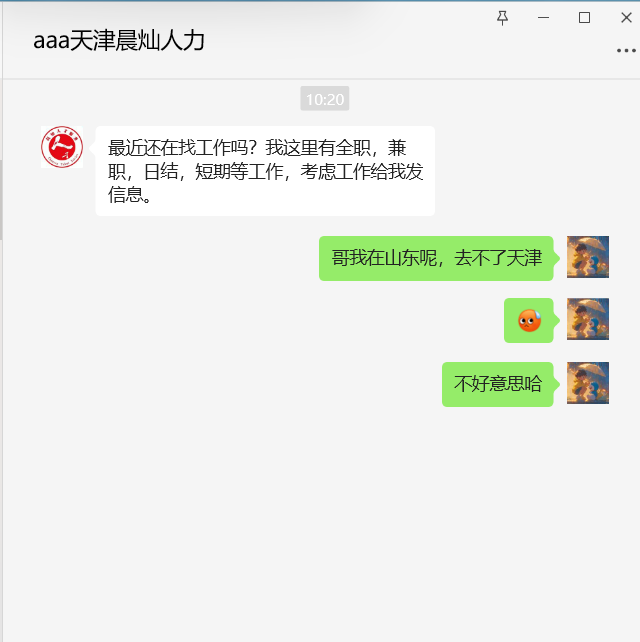 aaa天津晨灿人力
10:20
最近还在找工作吗？我这里有全职，兼
职，日结，短期等工作，考虑工作给我发
信息。
哥我在山东呢，去不了天津
不好意思哈